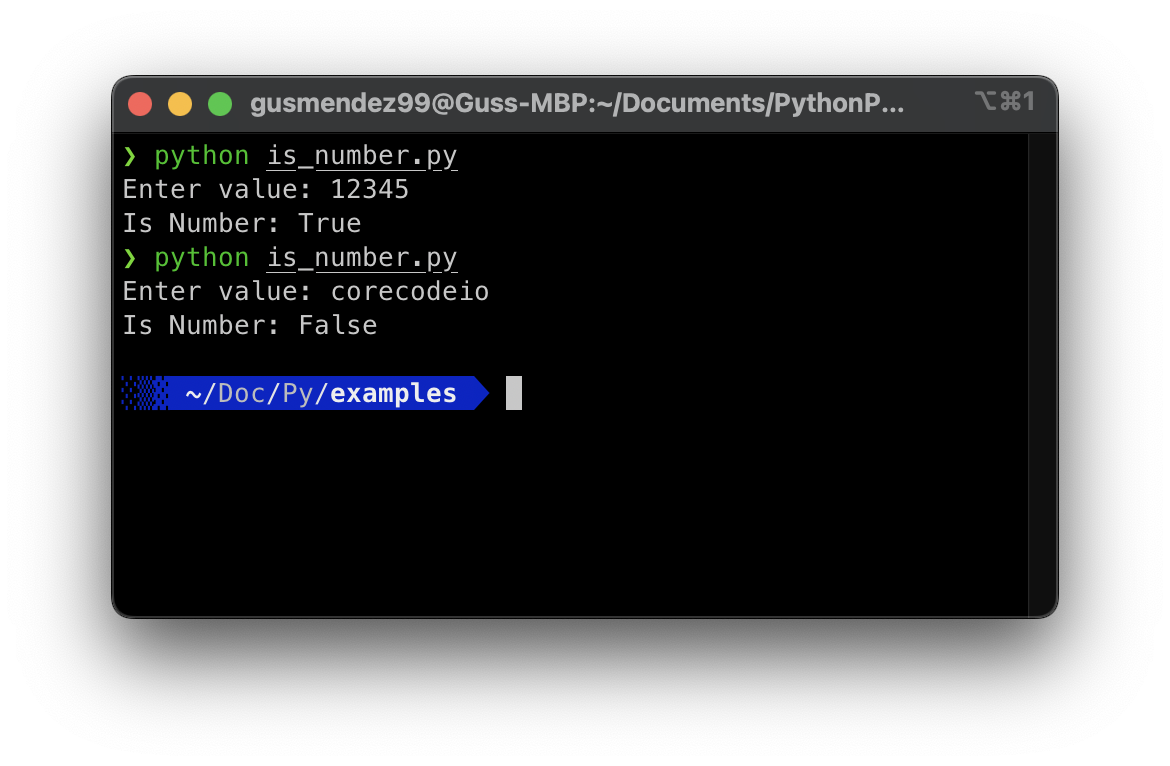 gusmendez99@Guss-MBP:~/Documents/PythonP... ⌥⌘1
❯ python is_number.py
Enter value: 12345
Is Number: True
❯ python is_number.py
Enter value: corecodeio
Is Number: False
~/Doc/Py/examples